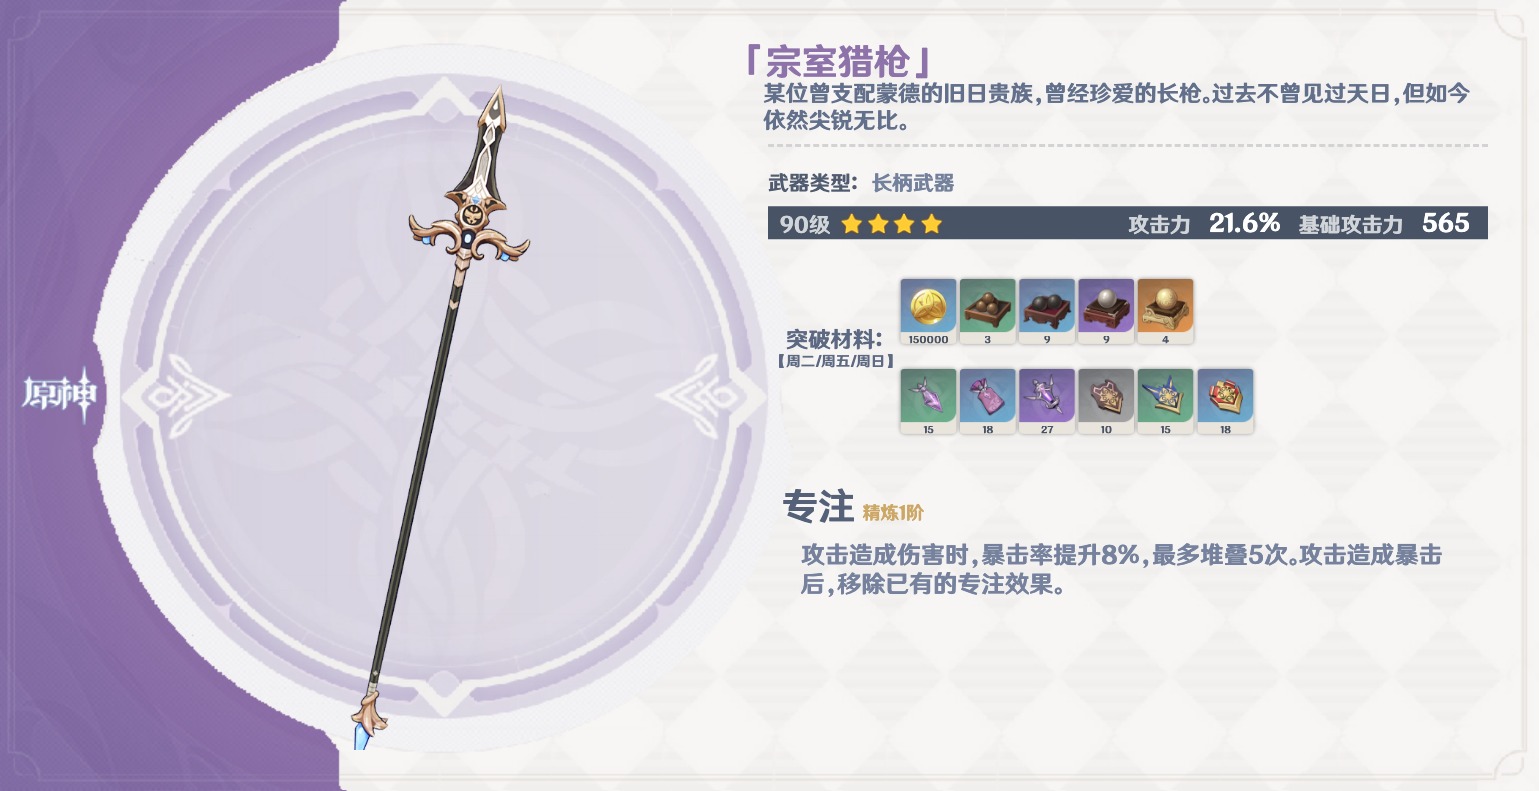 「宗室猎枪」
某位曾支配蒙德的旧日贵族,曾经珍爱的长枪。过去不曾见过天日,但如今
依然尖锐无比。
武器类型: 长柄武器
90级 攻击力 21.6% 基础攻击力 565
150000 3 9 9 4
突破材料:
【周二/周五/周日】
15 18 27 10 15 18
原神
专注 精炼1阶
攻击造成伤害时,暴击率提升8%,最多堆叠5次。攻击造成暴击
后,移除已有的专注效果。